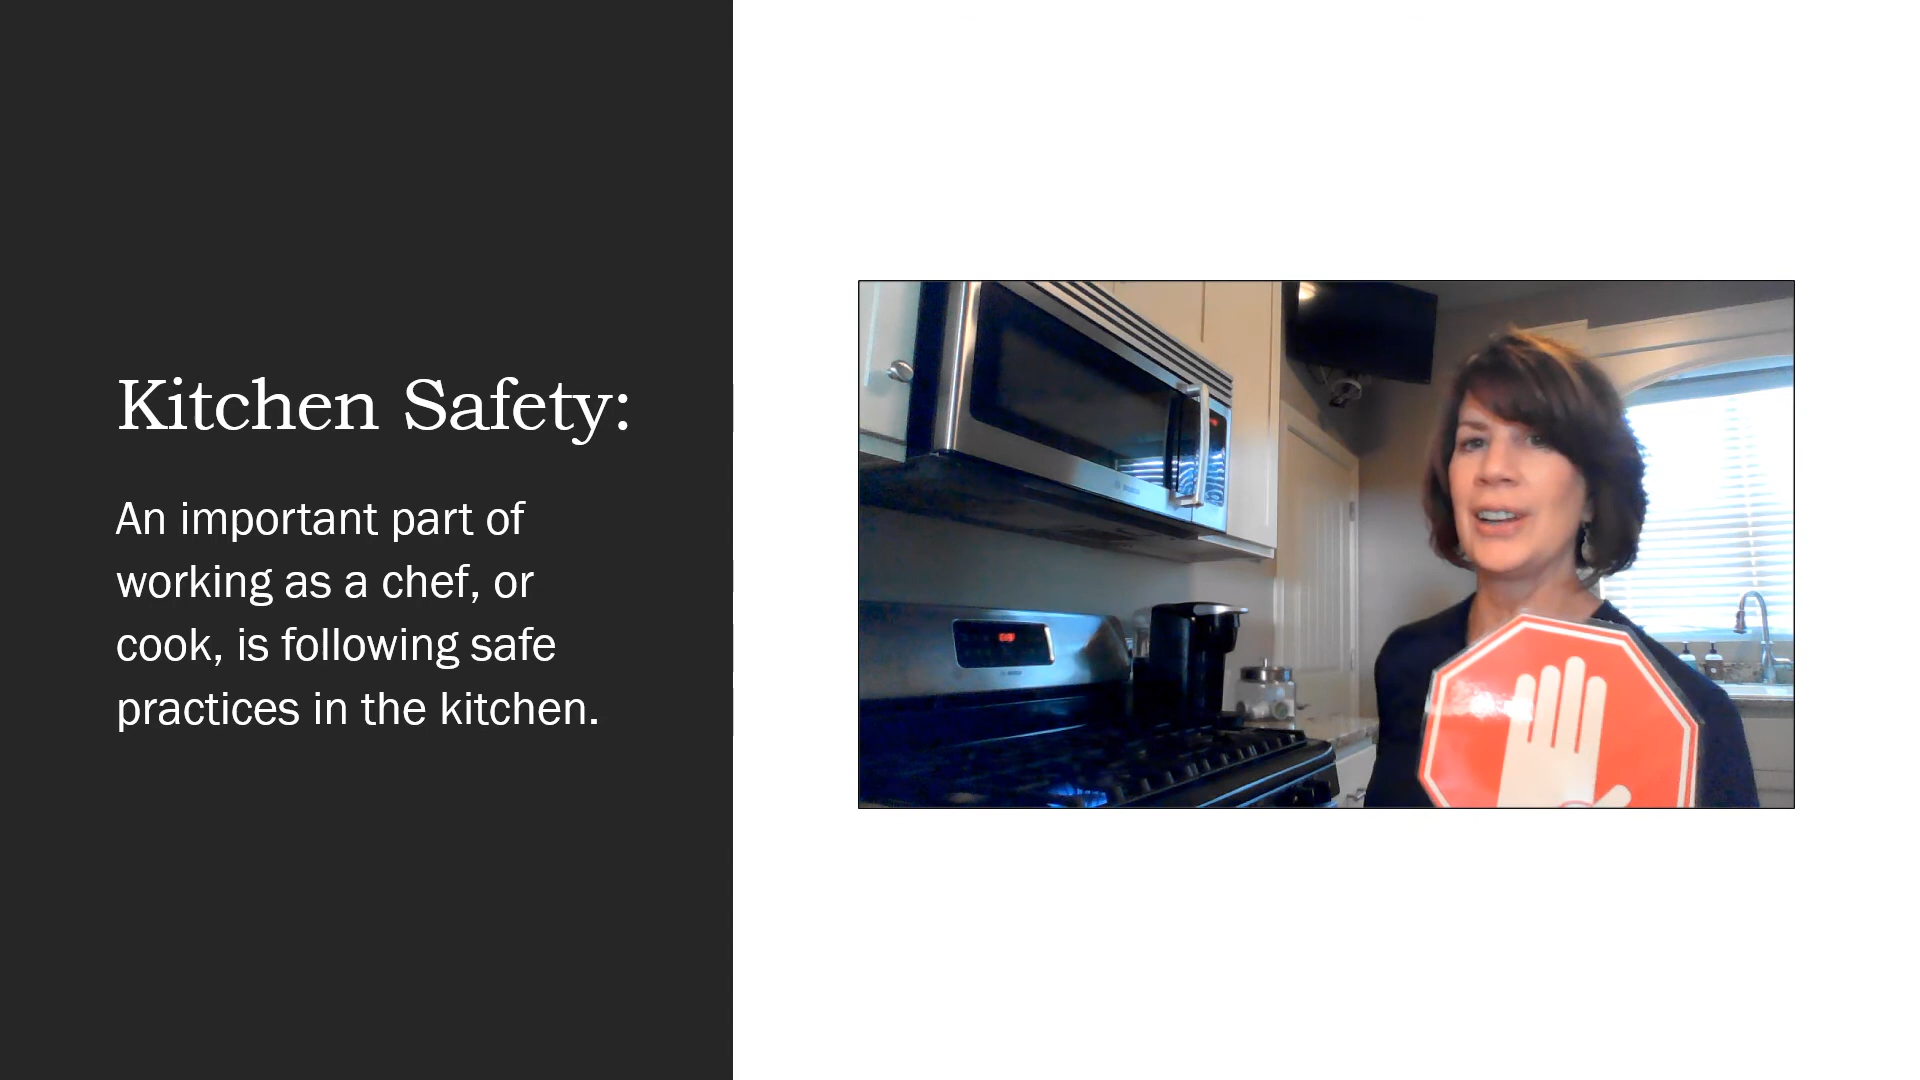 Kitchen Safety:
An important part of
working as a chef, or
cook, is following safe
practices in the kitchen.